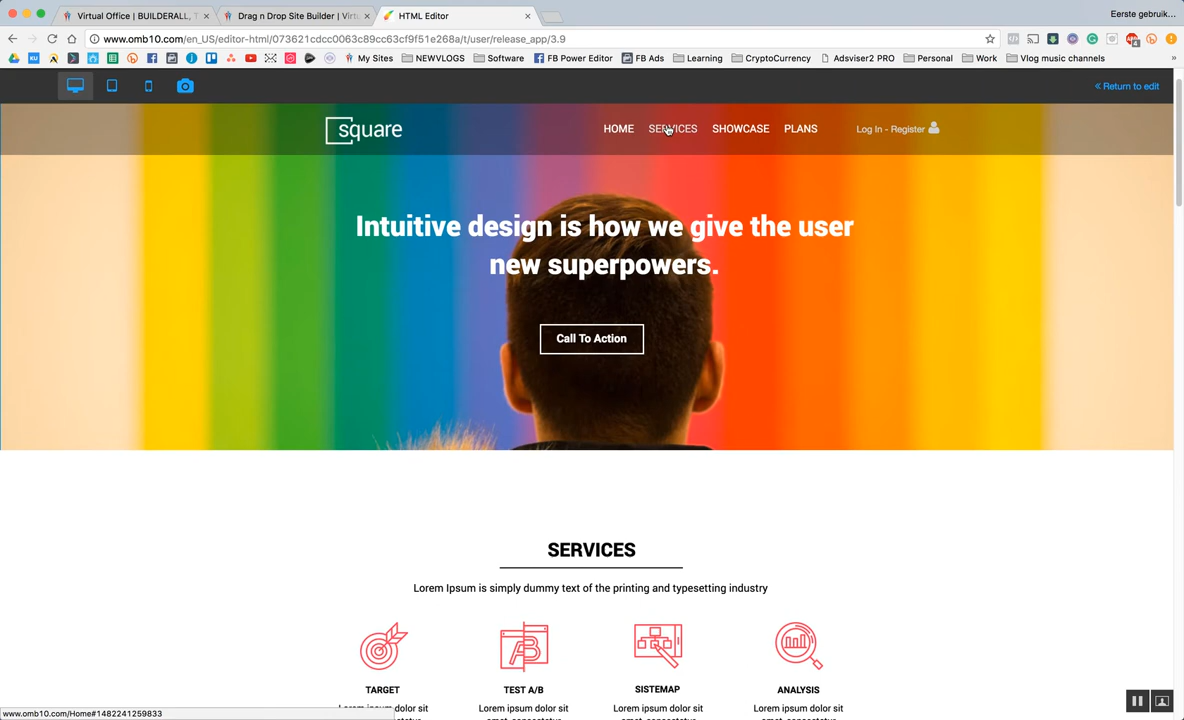 Virtual Office | BUILDERALL, T
Drag n Drop Site Builder | Virtu
HTML Editor
Eerste gebruik...
www.omb10.com/en_US/editor-html/073621cdcc0063c89cc63cf9f51e268a/t/user/release_app/3.9
My Sites
NEWVLOGS
Software
FB Power Editor
FB Ads
Learning
CryptoCurrency
Adsviser2 PRO
Personal
Work
Vlog music channels
»
« Return to edit
square
HOME
SERVICES
SHOWCASE
PLANS
Log In - Register
Intuitive design is how we give the user
new superpowers.
Call To Action
SERVICES
Lorem Ipsum is simply dummy text of the printing and typesetting industry
TARGET
TEST A/B
SISTEMAP
ANALYSIS
Lorem ipsum dolor sit
Lorem ipsum dolor sit
Lorem ipsum dolor sit
Lorem ipsum dolor sit
www.omb10.com/Home#1482241259833